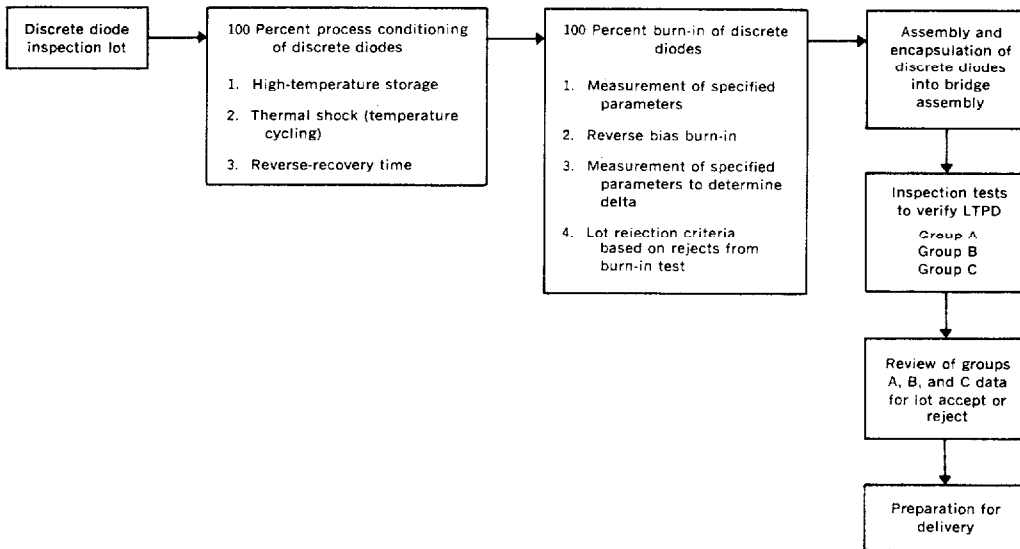 Discrete diode
inspection lot
100 Percent process conditioning
of discrete diodes
1. High-temperature storage
2. Thermal shock (temperature
cycling)
3. Reverse-recovery time
100 Percent burn-in of discrete
diodes
1. Measurement of specified
parameters
2. Reverse bias burn-in
3. Measurement of specified
parameters to determine
delta
4. Lot rejection criteria
based on rejects from
burn-in test
Assembly and
encapsulation of
discrete diodes
into bridge
assembly
Inspection tests
to verify LTPD
Group A
Group B
Group C
Review of groups
A, B, and C data
for lot accept or
reject
Preparation for
delivery